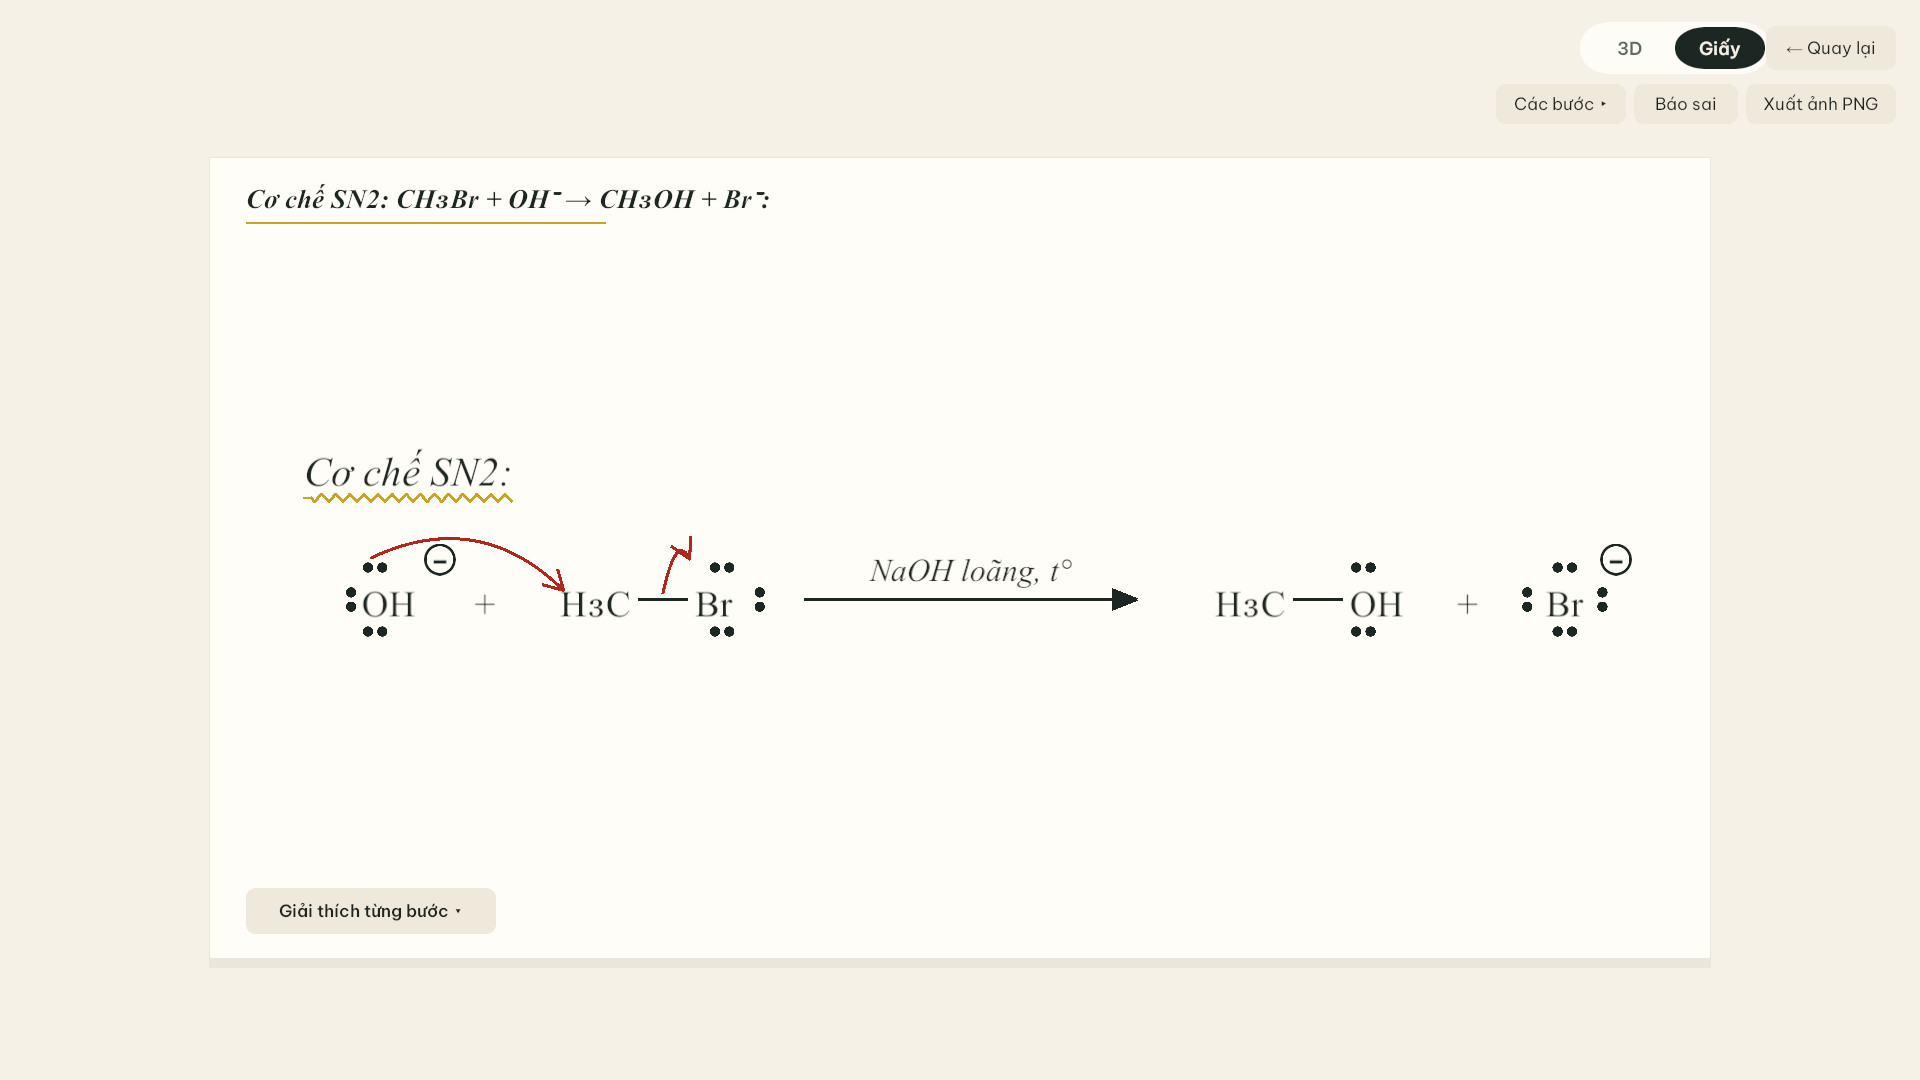 3D Giấy ← Quay lại
Các bước ‣ Báo sai Xuất ảnh PNG
Cơ chế SN2: CH₃Br + OH⁻ → CH₃OH + Br⁻:
Cơ chế SN2:
NaOH loãng, t°
OH ⊖ + H₃C — Br H₃C — OH + Br ⊖
Giải thích từng bước ▾